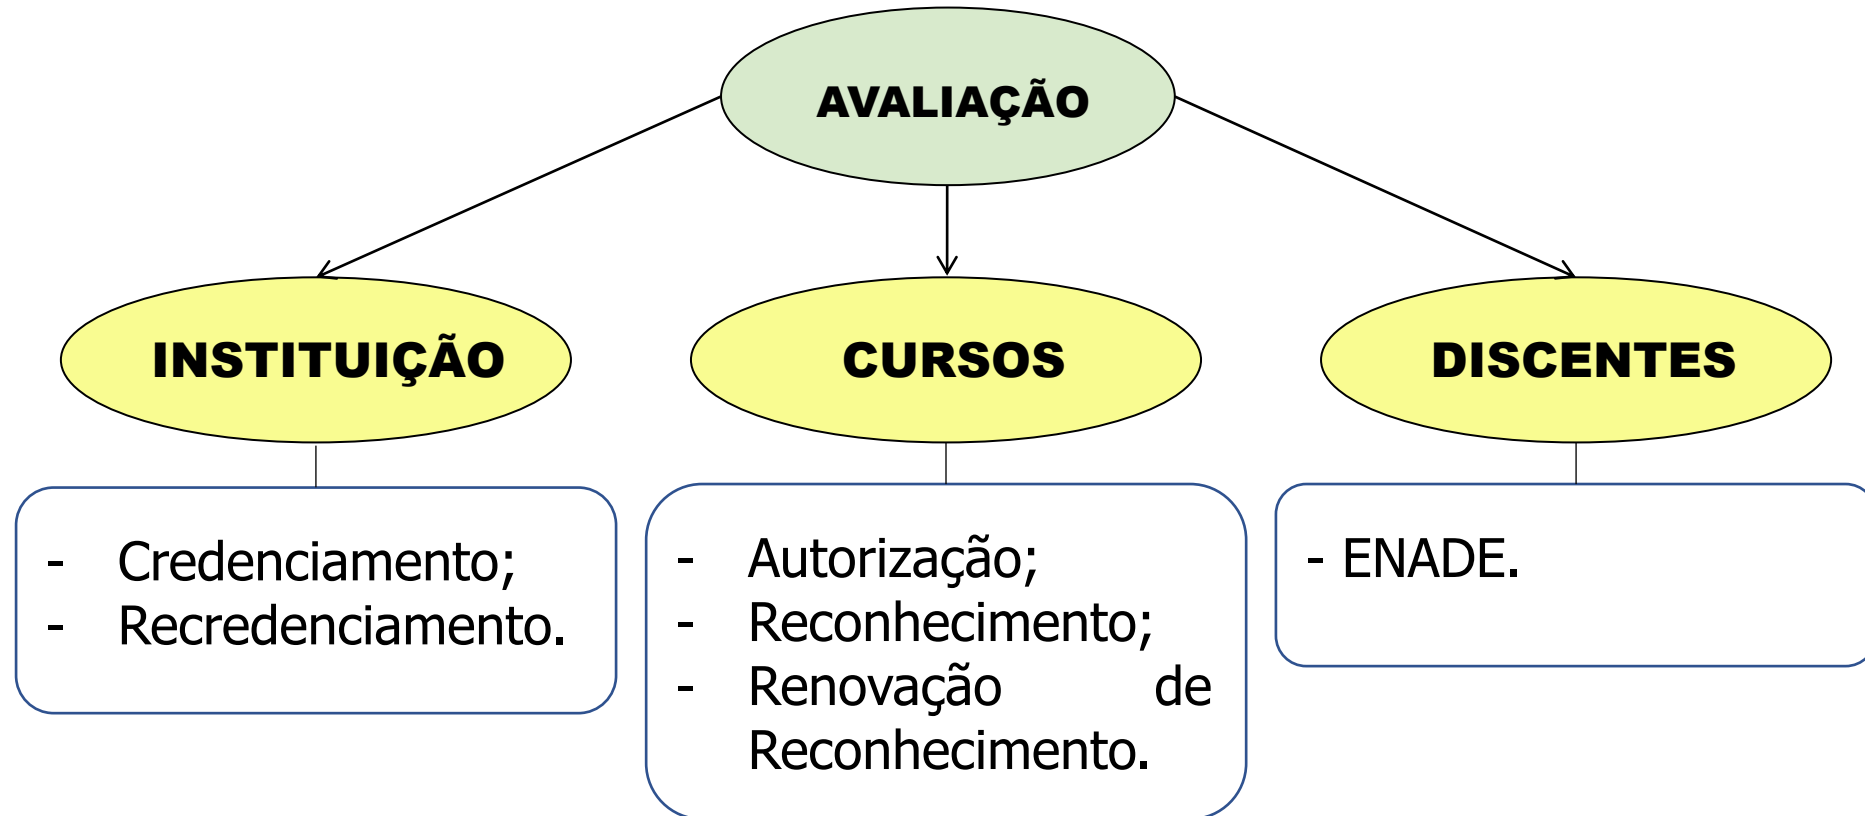 AVALIAÇÃO
INSTITUIÇÃO
CURSOS
DISCENTES
- Credenciamento;
- Recredenciamento.
- Autorização;
- Reconhecimento;
- Renovação de
Reconhecimento.
- ENADE.